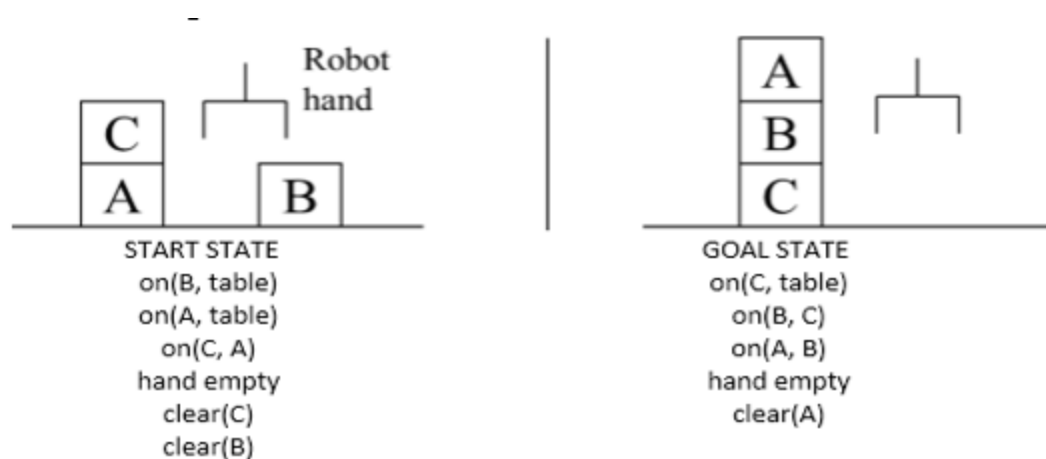 Robot
hand
C
A
B
START STATE
on(B, table)
on(A, table)
on(C, A)
hand empty
clear(C)
clear(B)
A
B
C
GOAL STATE
on(C, table)
on(B, C)
on(A, B)
hand empty
clear(A)